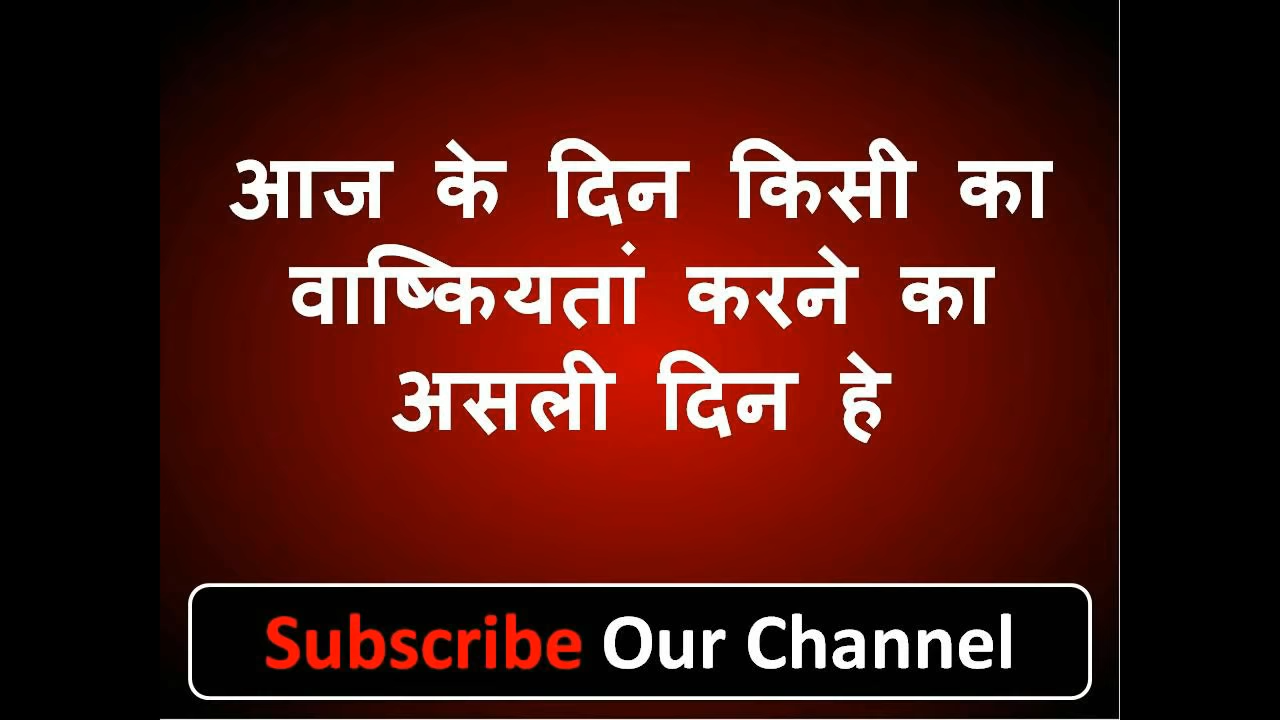 आज के दिन किसी का
वाष्कियतां करने का
असली दिन हे
Subscribe Our Channel